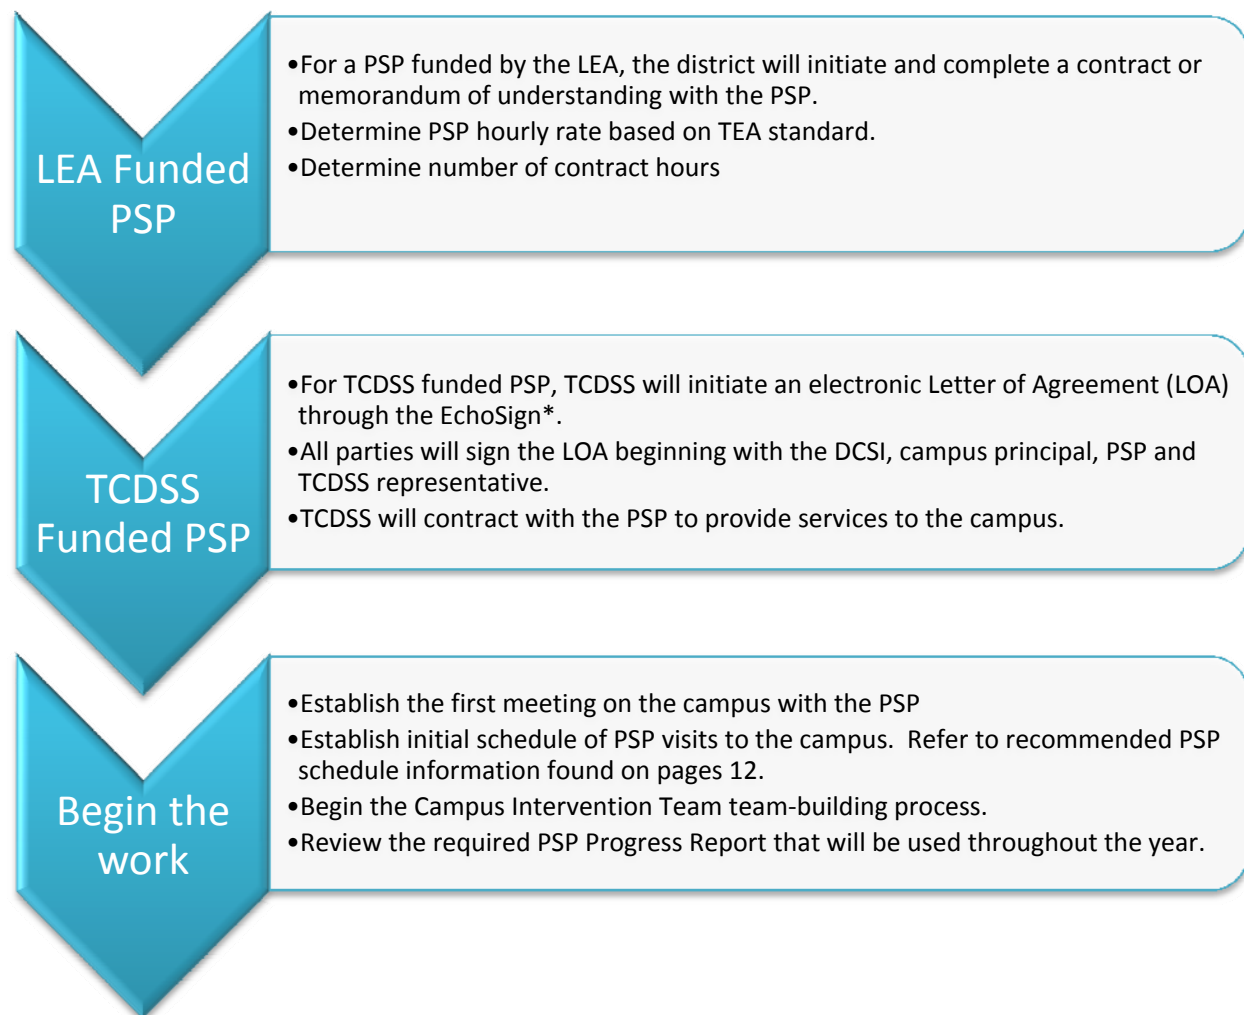 LEA Funded
PSP
•For a PSP funded by the LEA, the district will initiate and complete a contract or
memorandum of understanding with the PSP.
•Determine PSP hourly rate based on TEA standard.
•Determine number of contract hours
TCDSS
Funded PSP
•For TCDSS funded PSP, TCDSS will initiate an electronic Letter of Agreement (LOA)
through the EchoSign*.
•All parties will sign the LOA beginning with the DCSI, campus principal, PSP and
TCDSS representative.
•TCDSS will contract with the PSP to provide services to the campus.
Begin the
work
•Establish the first meeting on the campus with the PSP
•Establish initial schedule of PSP visits to the campus.  Refer to recommended PSP
schedule information found on pages 12.
•Begin the Campus Intervention Team team-building process.
•Review the required PSP Progress Report that will be used throughout the year.